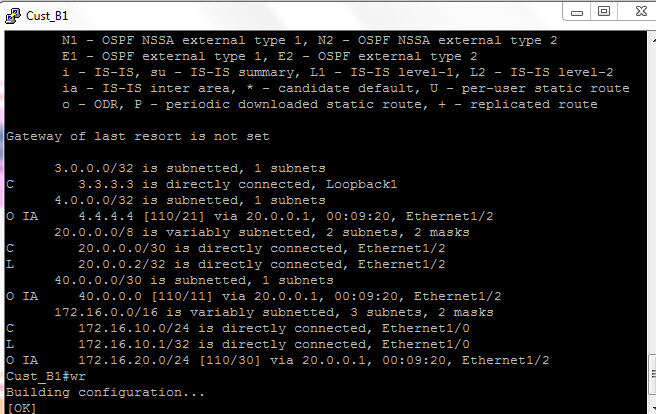 Cust_B1
N1 - OSPF NSSA external type 1, N2 - OSPF NSSA external type 2
E1 - OSPF external type 1, E2 - OSPF external type 2
i - IS-IS, su - IS-IS summary, L1 - IS-IS level-1, L2 - IS-IS level-2
ia - IS-IS inter area, * - candidate default, U - per-user static route
o - ODR, P - periodic downloaded static route, + - replicated route
Gateway of last resort is not set
3.0.0.0/32 is subnetted, 1 subnets
C 3.3.3.3 is directly connected, Loopback1
4.0.0.0/32 is subnetted, 1 subnets
O IA 4.4.4.4 [110/21] via 20.0.0.1, 00:09:20, Ethernet1/2
20.0.0.0/8 is variably subnetted, 2 subnets, 2 masks
C 20.0.0.0/30 is directly connected, Ethernet1/2
L 20.0.0.2/32 is directly connected, Ethernet1/2
40.0.0.0/30 is subnetted, 1 subnets
O IA 40.0.0.0 [110/11] via 20.0.0.1, 00:09:20, Ethernet1/2
172.16.0.0/16 is variably subnetted, 3 subnets, 2 masks
C 172.16.10.0/24 is directly connected, Ethernet1/0
L 172.16.10.1/32 is directly connected, Ethernet1/0
O IA 172.16.20.0/24 [110/30] via 20.0.0.1, 00:09:20, Ethernet1/2
Cust_B1#wr
Building configuration...
[OK]